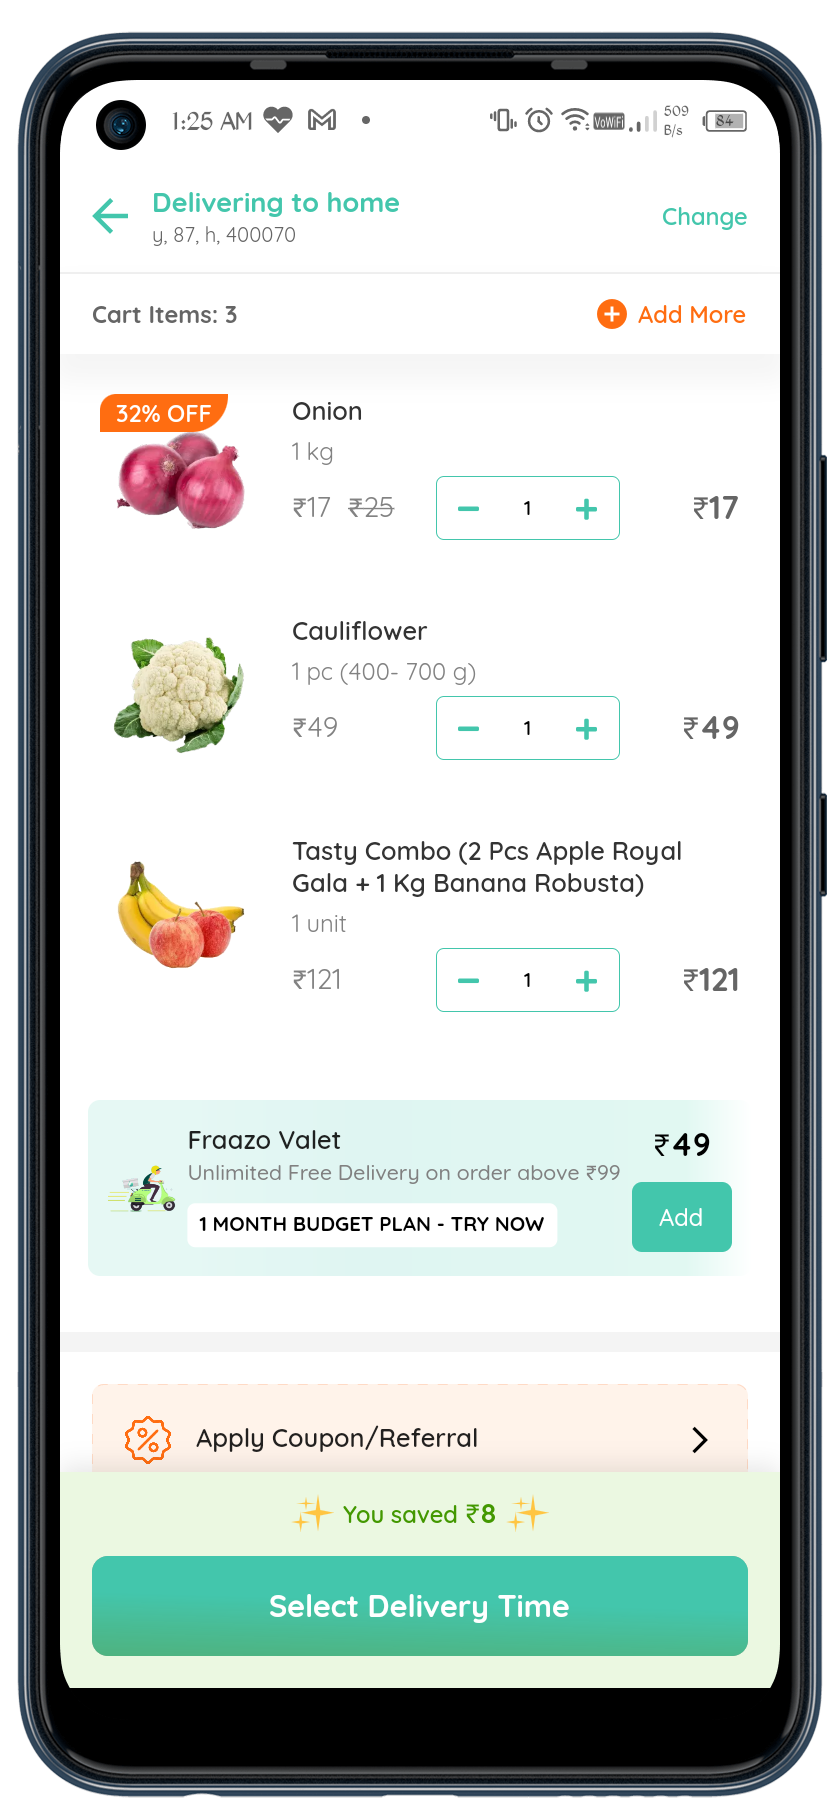 1:25 AM
VoWiFi
509
B/s
84
Delivering to home
y, 87, h, 400070
Change
Cart Items: 3
Add More
32% OFF
Onion
1 kg
₹17 ₹25
1
₹17
Cauliflower
1 pc (400- 700 g)
₹49
1
₹49
Tasty Combo (2 Pcs Apple Royal
Gala + 1 Kg Banana Robusta)
1 unit
₹121
1
₹121
Fraazo Valet
₹49
Unlimited Free Delivery on order above ₹99
1 MONTH BUDGET PLAN - TRY NOW
Add
Apply Coupon/Referral
You saved ₹8
Select Delivery Time